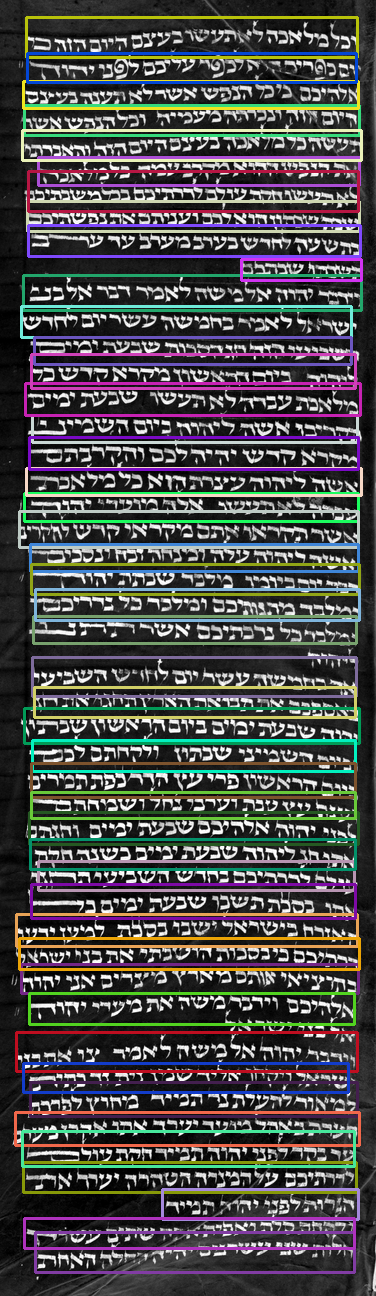 וכל מלאכה לא תעשו בעצם היום הזה כי
יום כפרים הוא לכפר עליכם לפני יהוה
אלהיכם כי כל הנפש אשר לא תענה בעצם
היום הזה ונכרתה מעמיה וכל הנפש אשר
תעשה כל מלאכה בעצם היום הזה והאבדתי
את הנפש ההוא מקרב עמה כל מלאכה
לא תעשו חקת עולם לדרתיכם בכל משבתיכם
שבת שבתון הוא לכם ועניתם את נפשתיכם
בתשעה לחדש בערב מערב עד ערב
תשבתו שבתכם
וידבר יהוה אל משה לאמר דבר אל בני
ישראל לאמר בחמשה עשר יום לחדש
השביעי הזה חג הסכות שבעת ימים
ליהוה ביום הראשון מקרא קדש כל
מלאכת עבדה לא תעשו שבעת ימים
תקריבו אשה ליהוה ביום השמיני
מקרא קדש יהיה לכם והקרבתם
אשה ליהוה עצרת הוא כל מלאכת
עבדה לא תעשו אלה מועדי יהוה
אשר תקראו אתם מקראי קדש להקריב
אשה ליהוה עלה ומנחה זבח ונסכים
דבר יום ביומו מלבד שבתת יהוה
ומלבד מתנותיכם ומלבד כל נדריכם
ומלבד כל נדבתיכם אשר תתנו
ליהוה
אך בחמשה עשר יום לחדש השביעי
באספכם את תבואת הארץ תחגו את חג
יהוה שבעת ימים ביום הראשון שבתון
וביום השמיני שבתון ולקחתם לכם
ביום הראשון פרי עץ הדר כפת תמרים
וענף עץ עבת וערבי נחל ושמחתם
לפני יהוה אלהיכם שבעת ימים וחגתם
אתו חג ליהוה שבעת ימים בשנה חקת
עולם לדרתיכם בחדש השביעי תחגו
אתו בסכת תשבו שבעת ימים כל
האזרח בישראל ישבו בסכת למען ידעו
דרתיכם כי בסכות הושבתי את בני ישראל
בהוציאי אותם מארץ מצרים אני יהוה
אלהיכם וידבר משה את מעדי יהוה
אל בני ישראל
וידבר יהוה אל משה לאמר צו את בני
ישראל ויקחו אליך שמן זית זך כתית
למאור להעלת נר תמיד מחוץ לפרכת
העדת באהל מועד יערך אתו אהרן מערב
עד בקר לפני יהוה תמיד חקת עולם
לדרתיכם על המנרה הטהרה יערך את
הנרות לפני יהוה תמיד
ולקחת סלת ואפית אתה שתים עשרה
חלות שני עשרנים יהיה החלה האחת